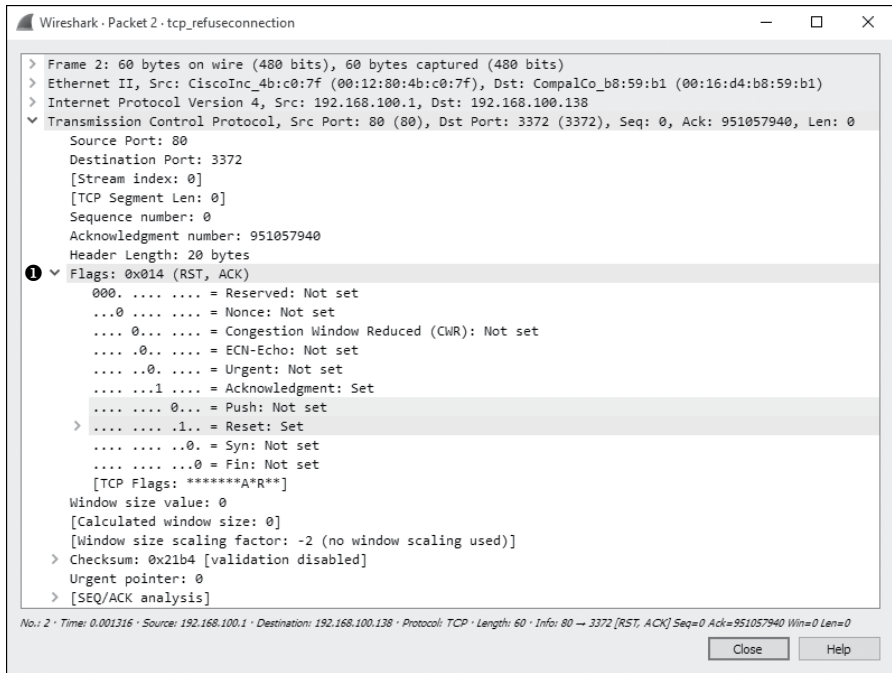 Wireshark · Packet 2 · tcp_refuseconnection
> Frame 2: 60 bytes on wire (480 bits), 60 bytes captured (480 bits)
> Ethernet II, Src: CiscoInc_4b:c0:7f (00:12:80:4b:c0:7f), Dst: CompalCo_b8:59:b1 (00:16:d4:b8:59:b1)
> Internet Protocol Version 4, Src: 192.168.100.1, Dst: 192.168.100.138
Transmission Control Protocol, Src Port: 80 (80), Dst Port: 3372 (3372), Seq: 0, Ack: 951057940, Len: 0
Source Port: 80
Destination Port: 3372
[Stream index: 0]
[TCP Segment Len: 0]
Sequence number: 0
Acknowledgment number: 951057940
Header Length: 20 bytes
❶ Flags: 0x014 (RST, ACK)
000. .... .... = Reserved: Not set
...0 .... .... = Nonce: Not set
.... 0... .... = Congestion Window Reduced (CWR): Not set
.... .0.. .... = ECN-Echo: Not set
.... ..0. .... = Urgent: Not set
.... ...1 .... = Acknowledgment: Set
.... .... 0... = Push: Not set
> .... .... .1.. = Reset: Set
.... .... ..0. = Syn: Not set
.... .... ...0 = Fin: Not set
[TCP Flags: *******A*R**]
Window size value: 0
[Calculated window size: 0]
[Window size scaling factor: -2 (no window scaling used)]
> Checksum: 0x21b4 [validation disabled]
Urgent pointer: 0
> [SEQ/ACK analysis]
No.: 2 · Time: 0.001316 · Source: 192.168.100.1 · Destination: 192.168.100.138 · Protocol: TCP · Length: 60 · Info: 80 → 3372 [RST, ACK] Seq=0 Ack=951057940 Win=0 Len=0
Close Help